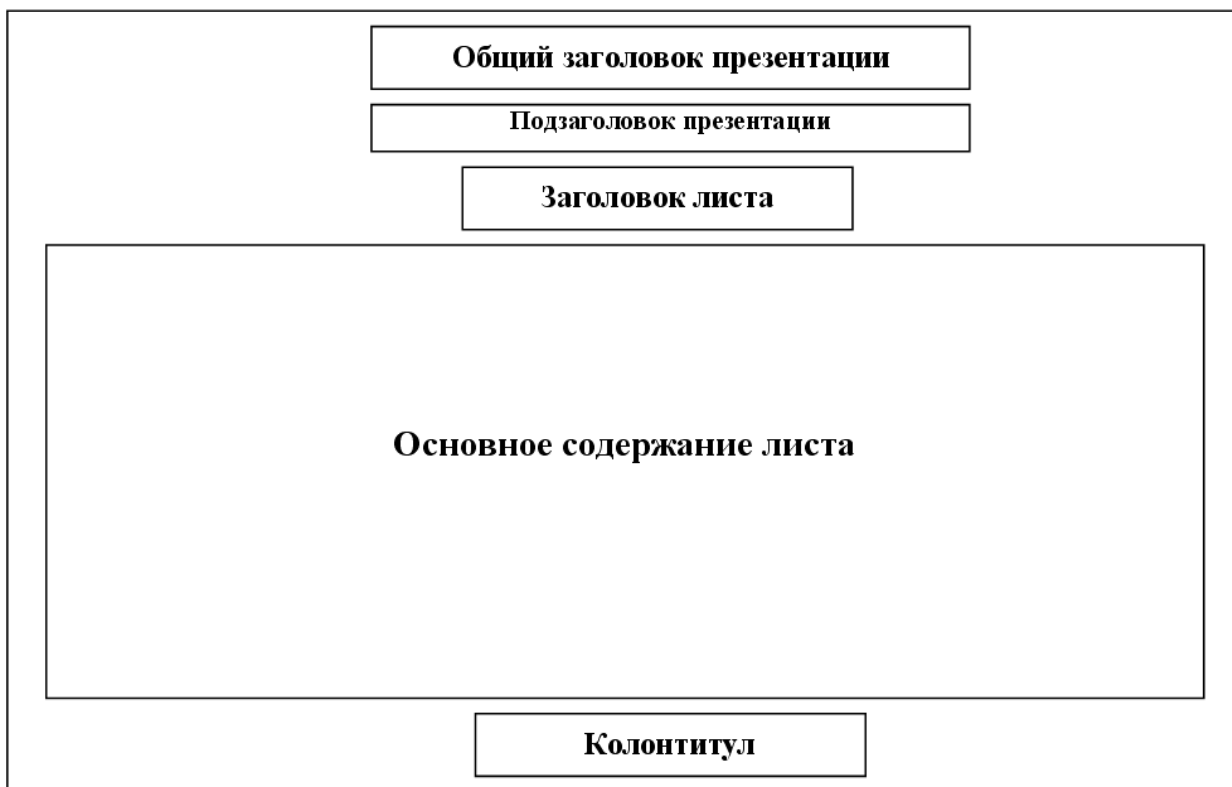 Общий заголовок презентации
Подзаголовок презентации
Заголовок листа
Основное содержание листа
Колонтитул